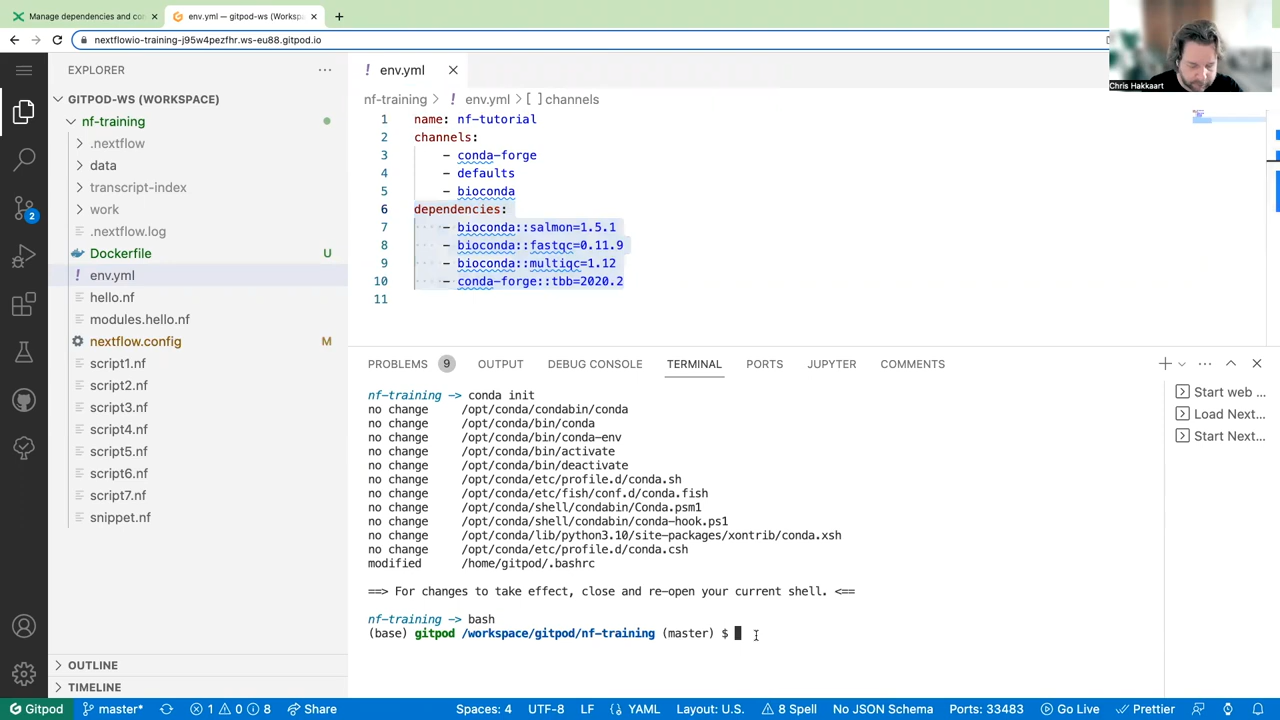 Manage dependencies and co
env.yml — gitpod-ws (Worksp
nextflowio-training-j95w4pezfhr.ws-eu88.gitpod.io
Chris Hakkaart
EXPLORER
GITPOD-WS (WORKSPACE)
nf-training
.nextflow
data
transcript-index
work
.nextflow.log
Dockerfile U
env.yml
hello.nf
modules.hello.nf
nextflow.config M
script1.nf
script2.nf
script3.nf
script4.nf
script5.nf
script6.nf
script7.nf
snippet.nf
OUTLINE
TIMELINE
2
! env.yml
nf-training > ! env.yml > [ ] channels
1 name: nf-tutorial
2 channels:
3 - conda-forge
4 - defaults
5 - bioconda
6 dependencies:
7 - bioconda::salmon=1.5.1
8 - bioconda::fastqc=0.11.9
9 - bioconda::multiqc=1.12
10 - conda-forge::tbb=2020.2
11
PROBLEMS 9 OUTPUT DEBUG CONSOLE TERMINAL PORTS JUPYTER COMMENTS
nf-training -> conda init
no change /opt/conda/condabin/conda
no change /opt/conda/bin/conda
no change /opt/conda/bin/conda-env
no change /opt/conda/bin/activate
no change /opt/conda/bin/deactivate
no change /opt/conda/etc/profile.d/conda.sh
no change /opt/conda/etc/fish/conf.d/conda.fish
no change /opt/conda/shell/condabin/Conda.psm1
no change /opt/conda/shell/condabin/conda-hook.ps1
no change /opt/conda/lib/python3.10/site-packages/xontrib/conda.xsh
no change /opt/conda/etc/profile.d/conda.csh
modified /home/gitpod/.bashrc
==> For changes to take effect, close and re-open your current shell. <==
nf-training -> bash
(base) gitpod /workspace/gitpod/nf-training (master) $
Start web ...
Load Next...
Start Next...
Gitpod master* 1 0 8 Share Spaces: 4 UTF-8 LF YAML Layout: U.S. 8 Spell No JSON Schema Ports: 33483 Go Live Prettier